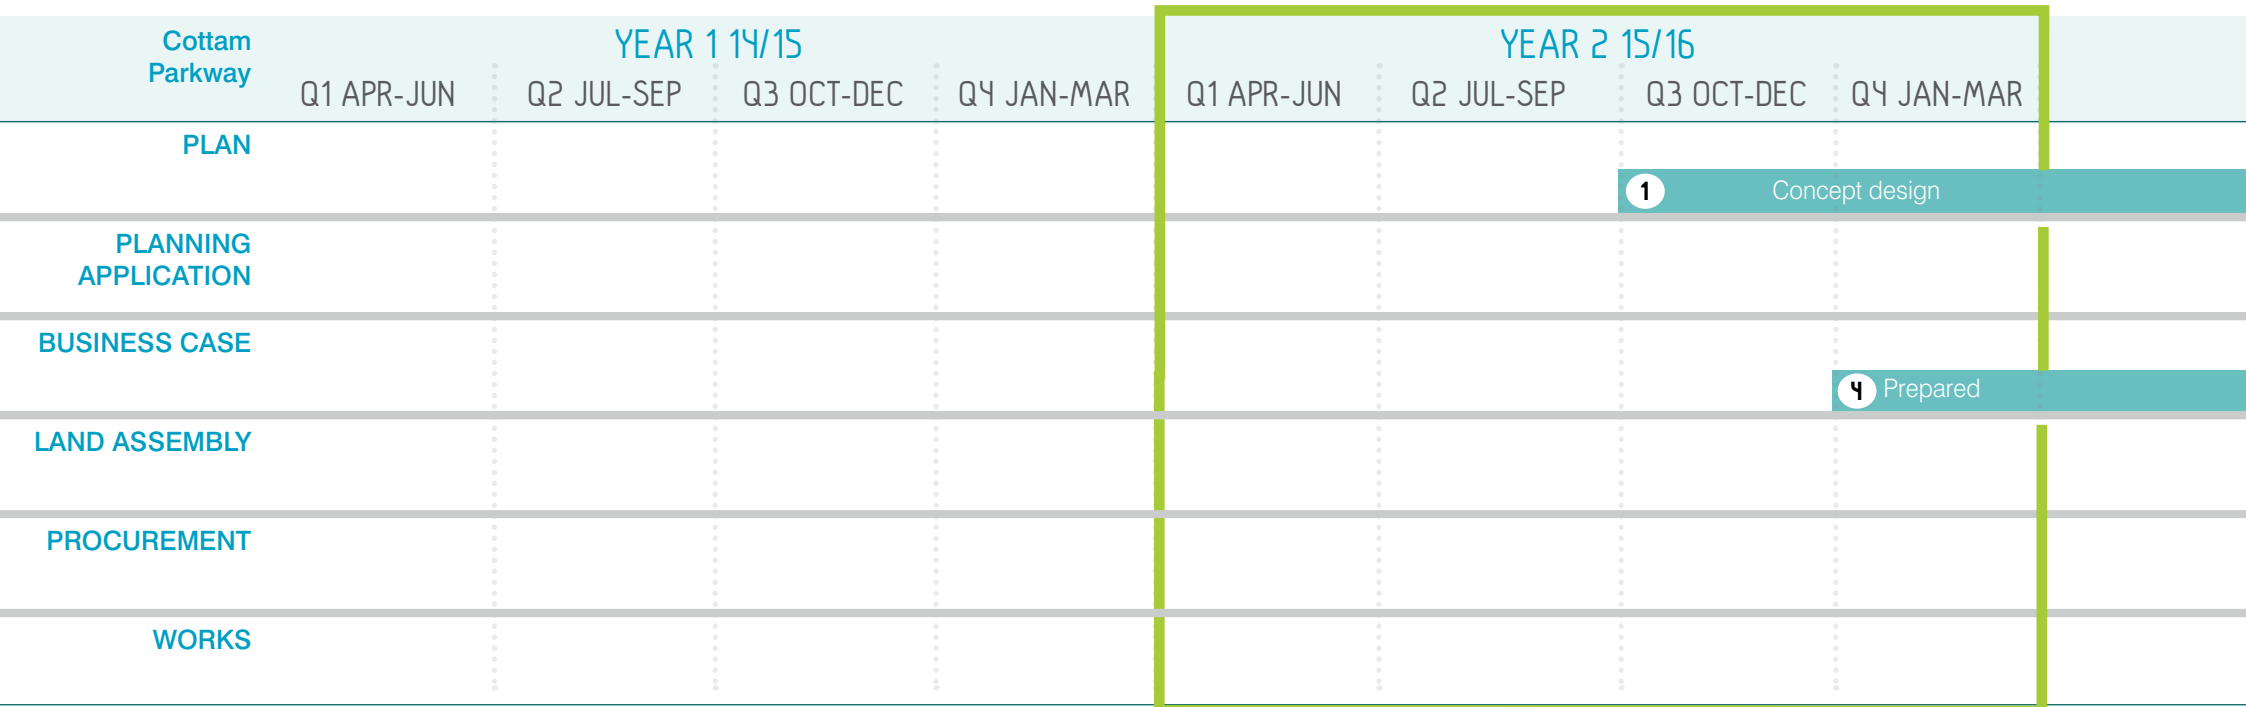 Cottam
Parkway
YEAR 1 14/15
YEAR 2 15/16
Q1 APR-JUN
Q2 JUL-SEP
Q3 OCT-DEC
Q4 JAN-MAR
Q1 APR-JUN
Q2 JUL-SEP
Q3 OCT-DEC
Q4 JAN-MAR
PLAN
1 Concept design
PLANNING
APPLICATION
BUSINESS CASE
4 Prepared
LAND ASSEMBLY
PROCUREMENT
WORKS